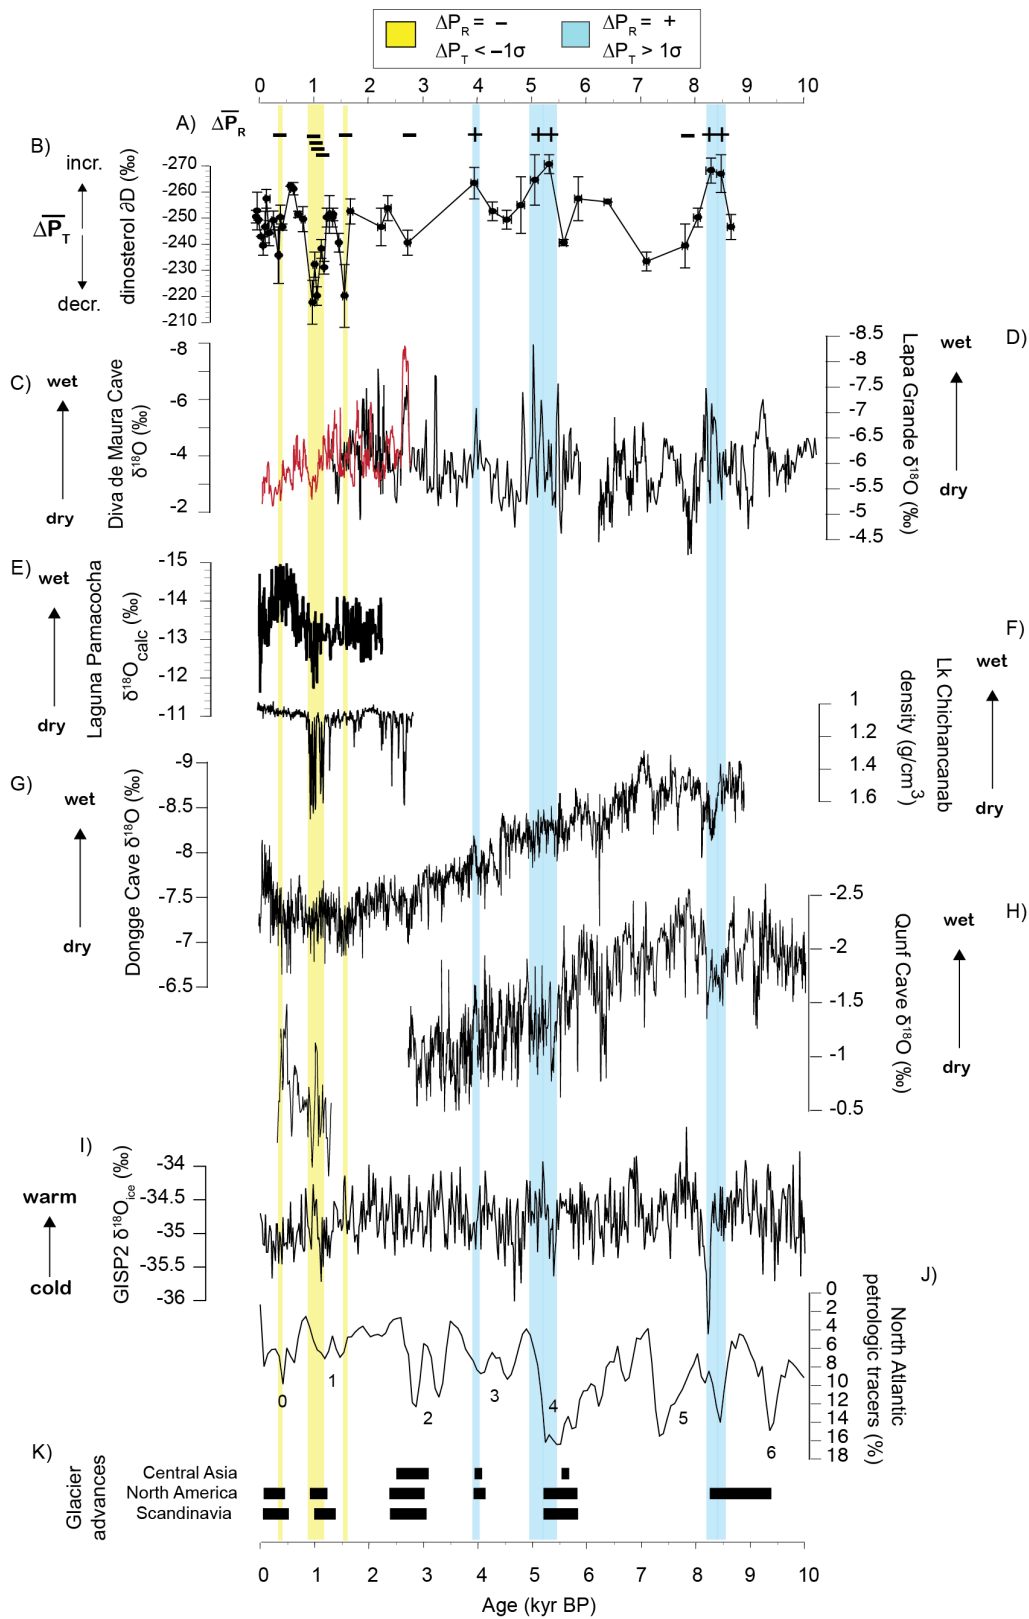 ΔP_R = − ΔP_R = +
ΔP_T < −1σ ΔP_T > 1σ
0 1 2 3 4 5 6 7 8 9 10
A) ΔP̅_R
− − − − − − − + + + − + +
B)
incr.
ΔP̅_T
decr.
dinosterol ∂D (‰)
-270
-260
-250
-240
-230
-220
-210
C)
wet
dry
Diva de Maura Cave
δ¹⁸O (‰)
-8
-6
-4
-2
D)
wet
dry
Lapa Grande δ¹⁸O (‰)
-8.5
-8
-7.5
-7
-6.5
-6
-5.5
-5
-4.5
E)
wet
dry
Laguna Pamacocha
δ¹⁸O_calc (‰)
-15
-14
-13
-12
-11
F)
wet
dry
Lk Chichancanab
density (g/cm³)
1
1.2
1.4
1.6
G)
wet
dry
Dongge Cave δ¹⁸O (‰)
-9
-8.5
-8
-7.5
-7
-6.5
H)
wet
dry
Qunf Cave δ¹⁸O (‰)
-2.5
-2
-1.5
-1
-0.5
I)
warm
cold
GISP2 δ¹⁸O_ice (‰)
-34
-34.5
-35
-35.5
-36
J)
North Atlantic
petrologic tracers (%)
0
2
4
6
8
10
12
14
16
18
0 1 2 3 4 5 6
K)
Glacier
advances
Central Asia
North America
Scandinavia
0 1 2 3 4 5 6 7 8 9 10
Age (kyr BP)